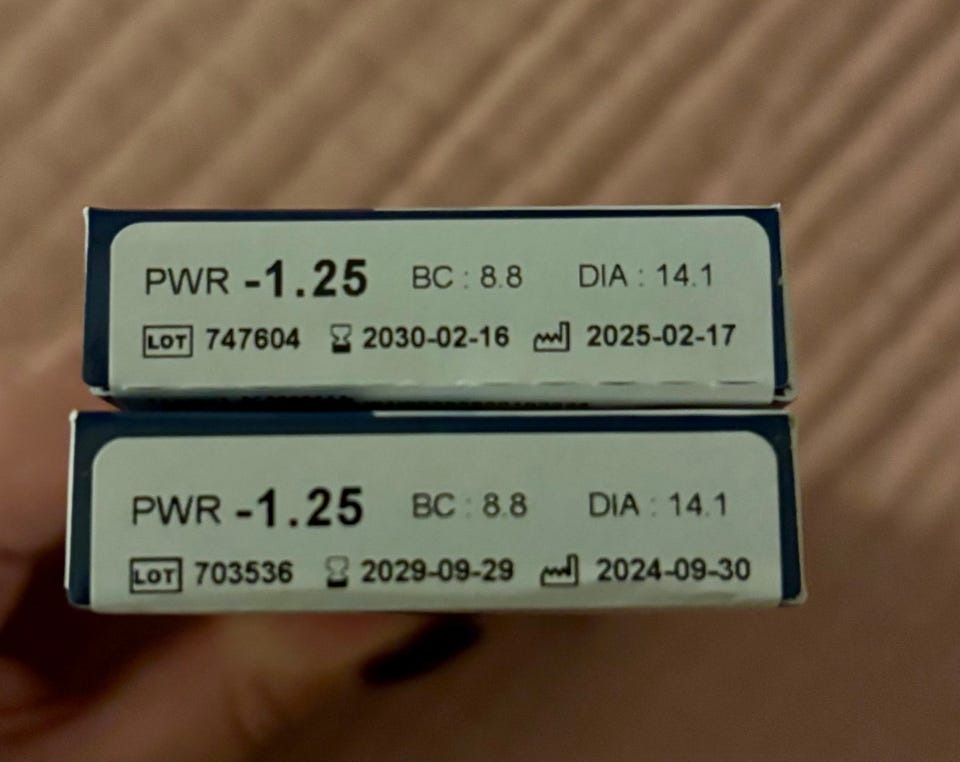 PWR -1.25 BC : 8.8 DIA : 14.1
LOT 747604 2030-02-16 2025-02-17
PWR -1.25 BC : 8.8 DIA : 14.1
LOT 703536 2029-09-29 2024-09-30